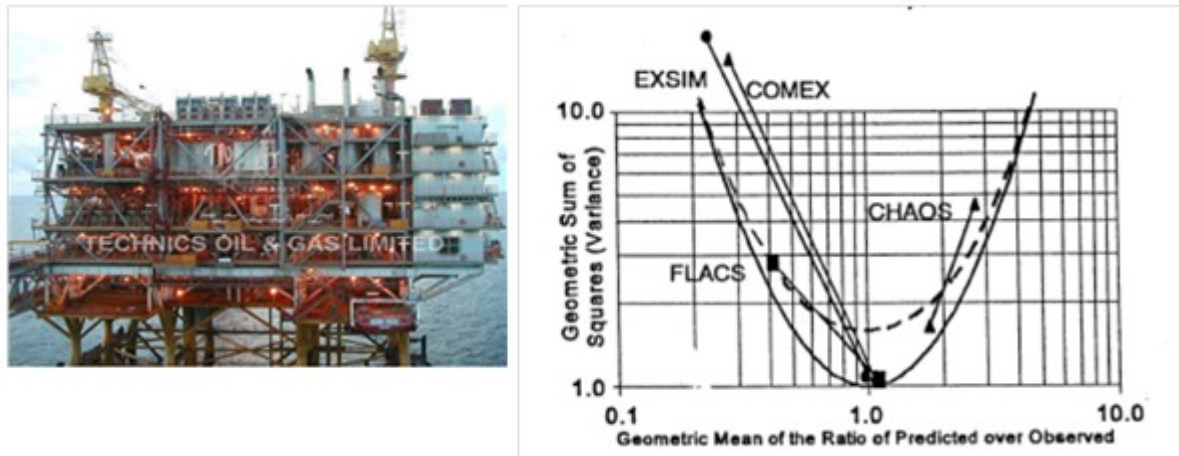 TECHNICS OIL & GAS LIMITED
EXSIM
COMEX
10.0
CHAOS
FLACS
Geometric Sum of
Squares (Variance)
1.0
0.1
1.0
10.0
Geometric Mean of the Ratio of Predicted over Observed